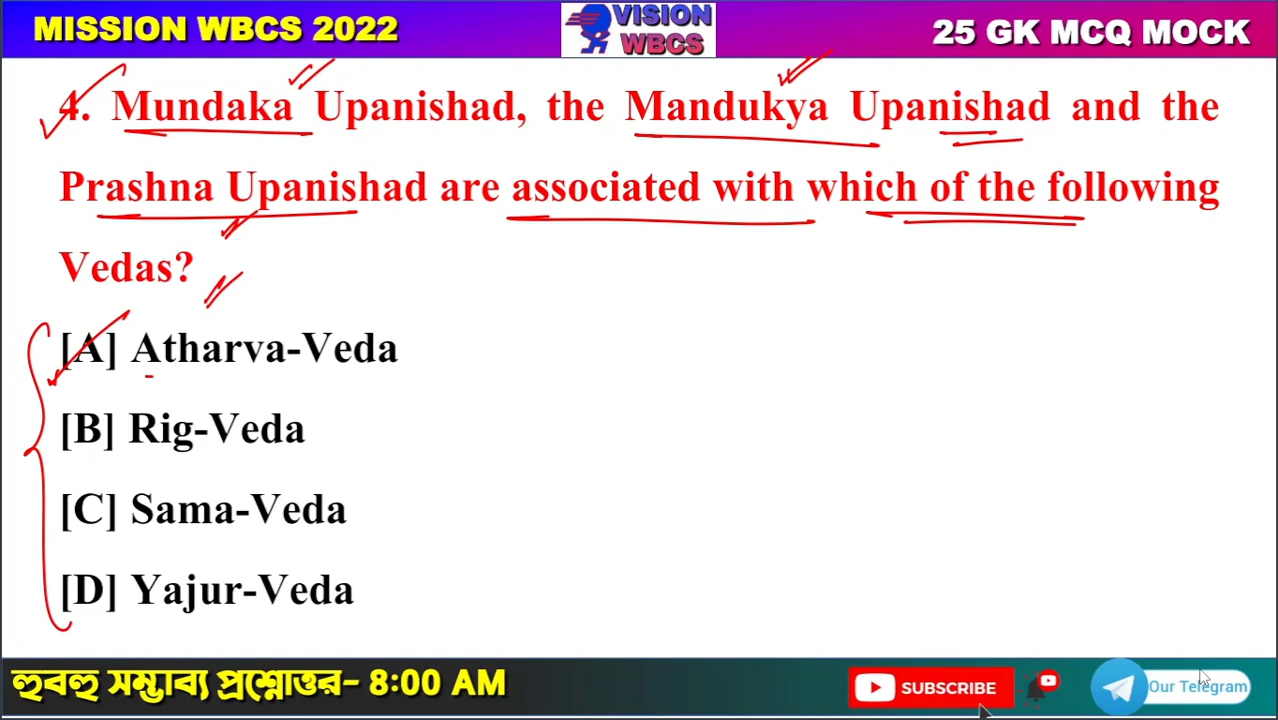 MISSION WBCS 2022
VISION
WBCS
25 GK MCQ MOCK
4. Mundaka Upanishad, the Mandukya Upanishad and the
Prashna Upanishad are associated with which of the following
Vedas?
[A] Atharva-Veda
[B] Rig-Veda
[C] Sama-Veda
[D] Yajur-Veda
হুবহু সম্ভাব্য প্রশ্নোত্তর- 8:00 AM
SUBSCRIBE
Our Telegram